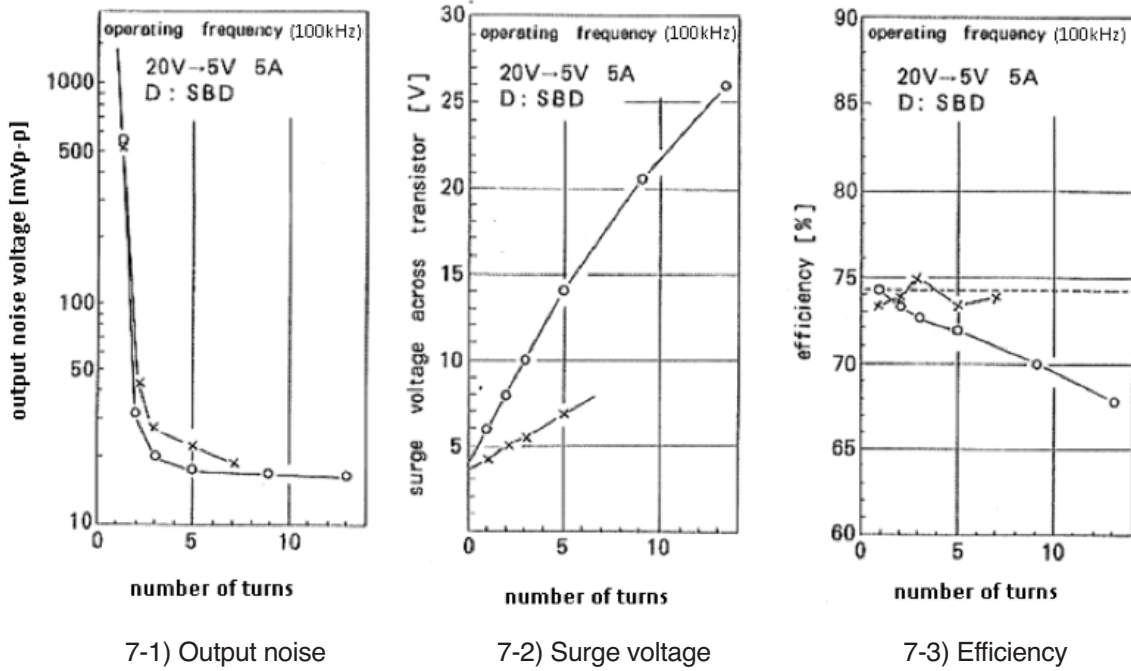 operating frequency (100kHz)
20V→5V 5A
D: SBD
output noise voltage [mVp-p]
1000
500
100
50
10
0
5
10
number of turns
7-1) Output noise
operating frequency (100kHz)
20V→5V 5A
D: SBD
surge voltage across transistor [V]
30
25
20
15
10
5
0
0
5
10
number of turns
7-2) Surge voltage
operating frequency (100kHz)
20V→5V 5A
D: SBD
efficiency [%]
90
85
80
75
70
65
60
0
5
10
number of turns
7-3) Efficiency